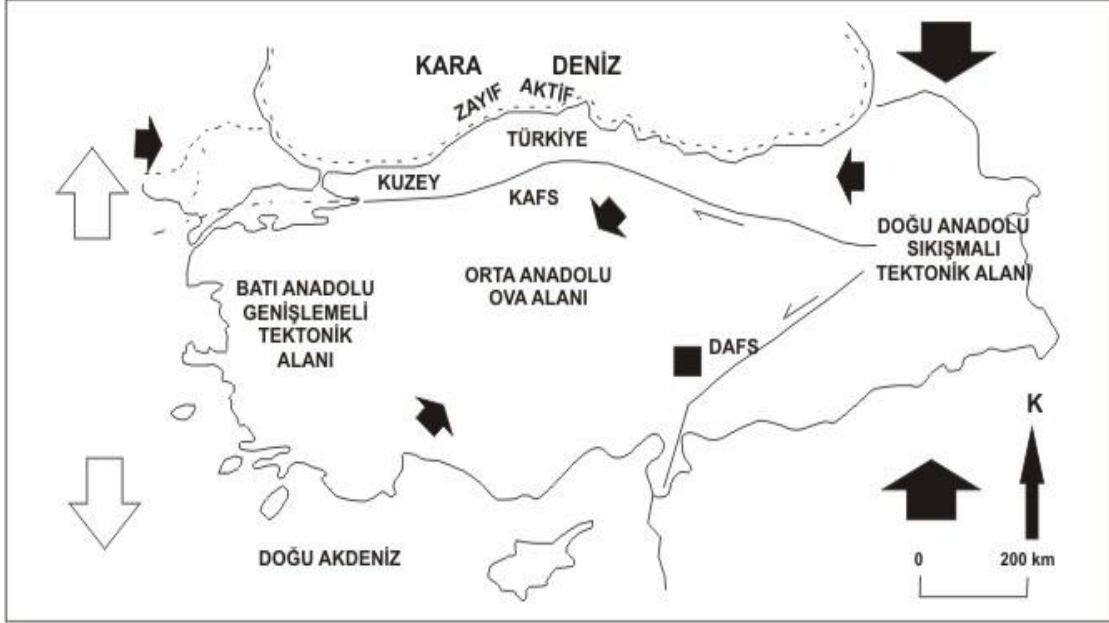 KARA DENİZ
ZAYIF AKTİF
TÜRKİYE
KUZEY
KAFS
DOĞU ANADOLU
SIKIŞMALI
TEKTONİK ALANI
ORTA ANADOLU
OVA ALANI
BATI ANADOLU
GENİŞLEMELİ
TEKTONİK
ALANI
DAFS
K
DOĞU AKDENİZ
0 200 km